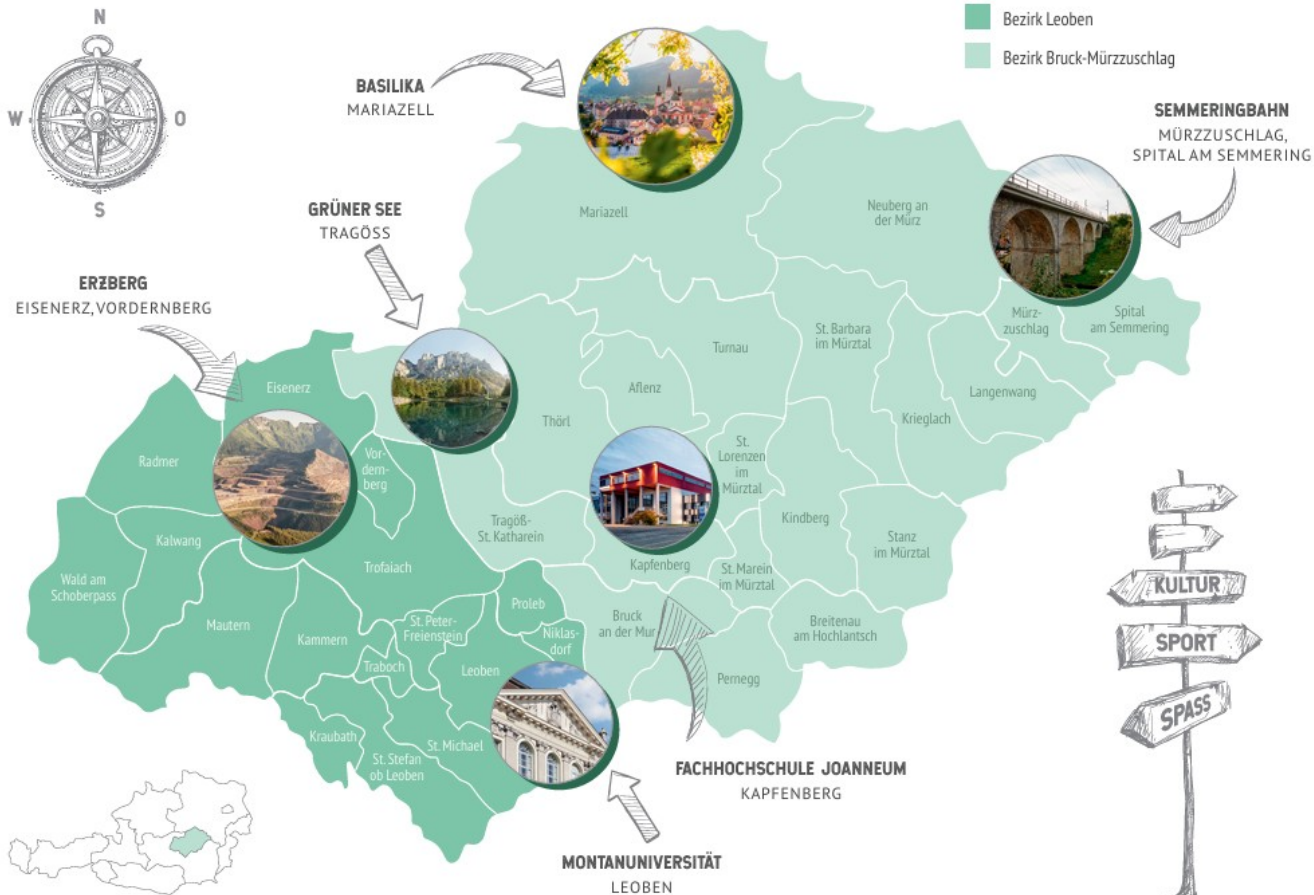 N
W
O
S
Bezirk Leoben
Bezirk Bruck-Mürzzuschlag
BASILIKA
MARIAZELL
SEMMERINGBAHN
MÜRZZUSCHLAG,
SPITAL AM SEMMERING
GRÜNER SEE
TRAGÖSS
ERZBERG
EISENERZ, VORDERNBERG
Mariazell
Neuberg an
der Mürz
Mürz-
zuschlag
Spital
am Semmering
St. Barbara
im Mürztal
Turnau
Aflenz
Thörl
Langenwang
Krieglach
Eisenerz
Radmer
Vor-
dern-
berg
St.
Lorenzen
im
Mürztal
Kindberg
Stanz
im Mürztal
Tragöß-
St. Katharein
Kapfenberg
St. Marein
im Mürztal
Kalwang
Wald am
Schoberpass
Mautern
Trofaiach
Kammern
St. Peter-
Freienstein
Proleb
Niklas-
dorf
Bruck
an der Mur
Breitenau
am Hochlantsch
Traboch
Leoben
Pernegg
Kraubath
St. Stefan
ob Leoben
St. Michael
FACHHOCHSCHULE JOANNEUM
KAPFENBERG
MONTANUNIVERSITÄT
LEOBEN
KULTUR
SPORT
SPASS